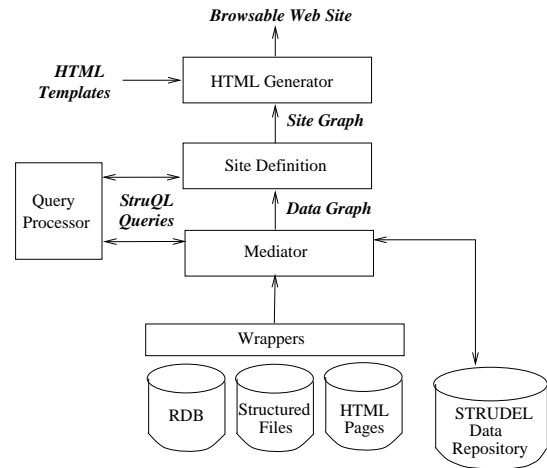 Browsable Web Site
HTML
Templates
HTML Generator
Site Graph
Site Definition
Query
Processor
StruQL
Queries
Data Graph
Mediator
Wrappers
RDB
Structured
Files
HTML
Pages
STRUDEL
Data
Repository